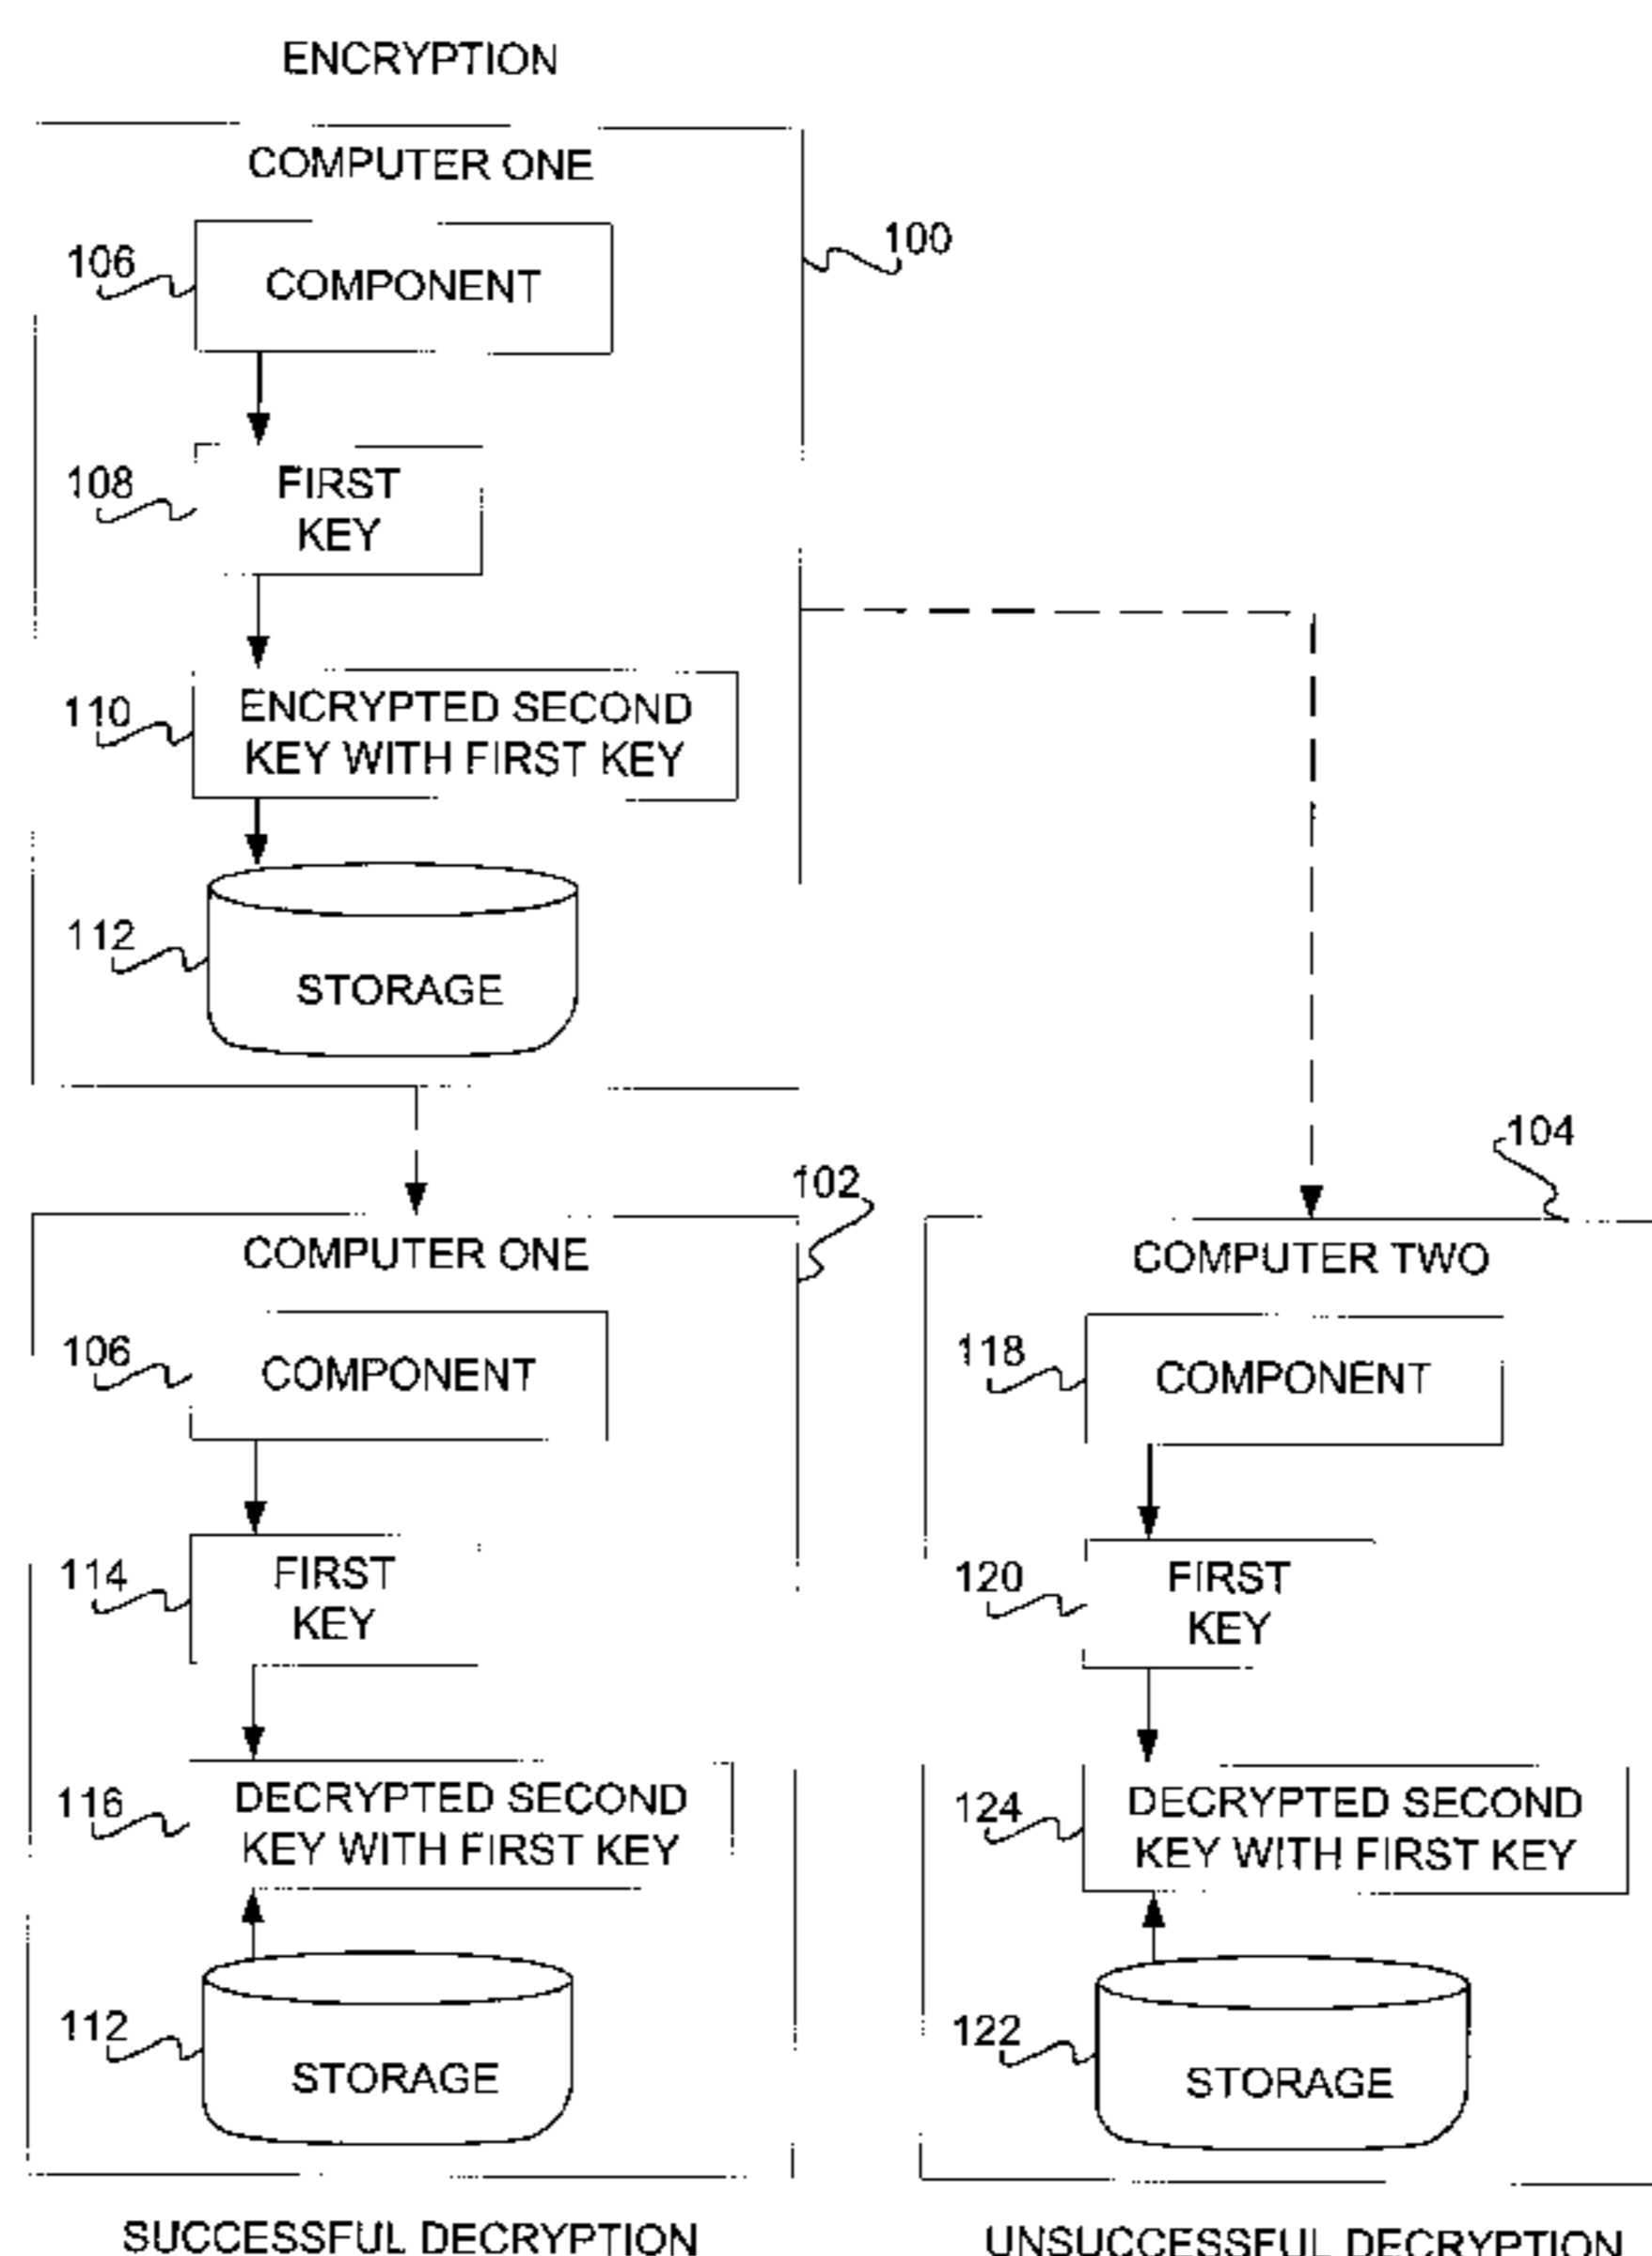 ENCRYPTION
COMPUTER ONE
100
106
COMPONENT
108
FIRST
KEY
110
ENCRYPTED SECOND
KEY WITH FIRST KEY
112
STORAGE
102
COMPUTER ONE
106
COMPONENT
114
FIRST
KEY
116
DECRYPTED SECOND
KEY WITH FIRST KEY
112
STORAGE
SUCCESSFUL DECRYPTION
104
COMPUTER TWO
118
COMPONENT
120
FIRST
KEY
124
DECRYPTED SECOND
KEY WITH FIRST KEY
122
STORAGE
UNSUCCESSFUL DECRYPTION